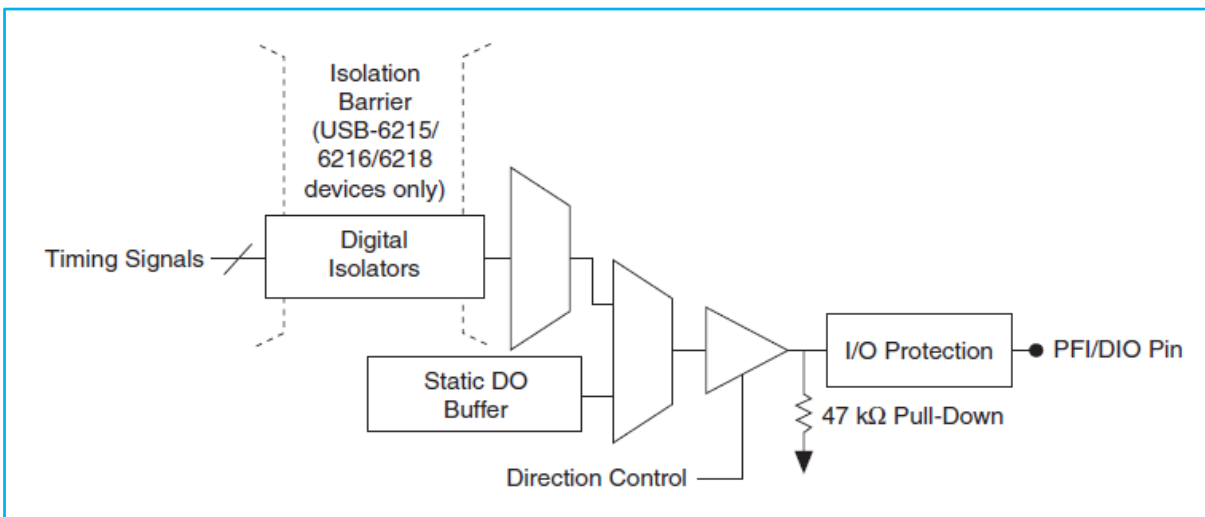 Isolation
Barrier
(USB-6215/
6216/6218
devices only)
Timing Signals
Digital
Isolators
Static DO
Buffer
I/O Protection
PFI/DIO Pin
47 kΩ Pull-Down
Direction Control